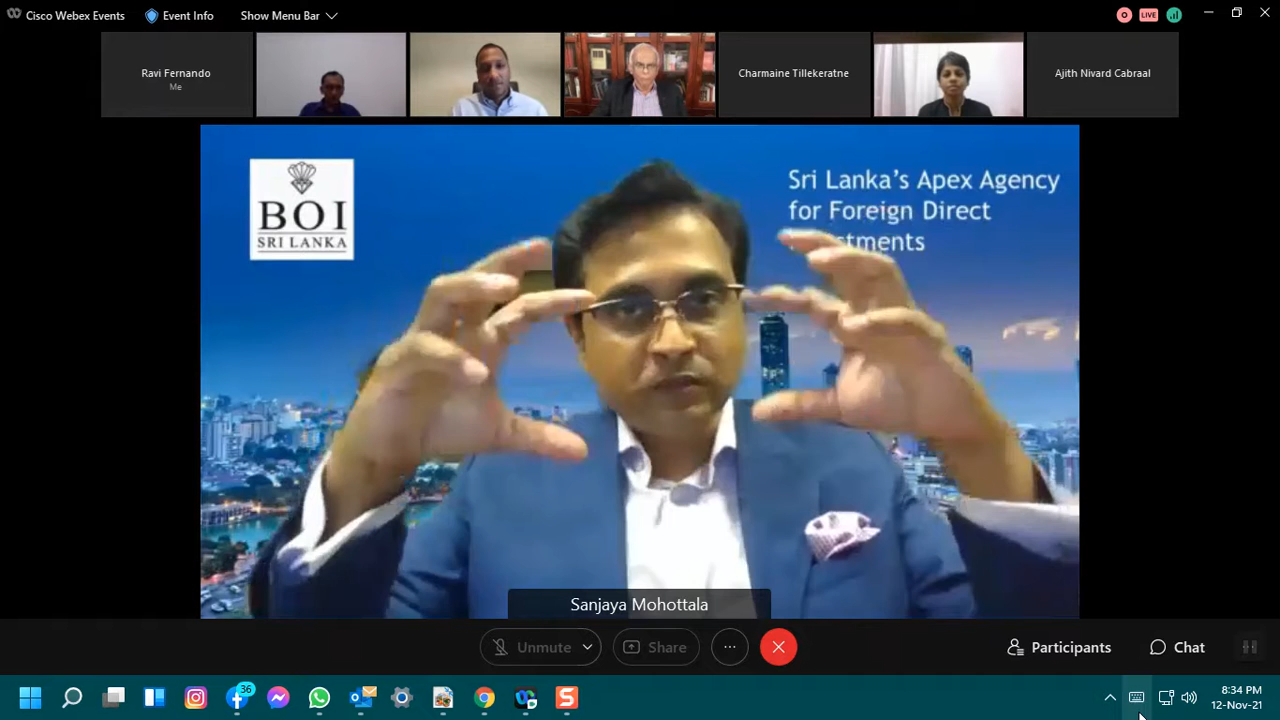 Cisco Webex Events
Event Info
Show Menu Bar
LIVE
Ravi Fernando
Me
Charmaine Tillekeratne
Ajith Nivard Cabraal
BOI
SRI LANKA
Sri Lanka's Apex Agency
for Foreign Direct
stments
Sanjaya Mohottala
Unmute
Share
Participants
Chat
36
8:34 PM
12-Nov-21